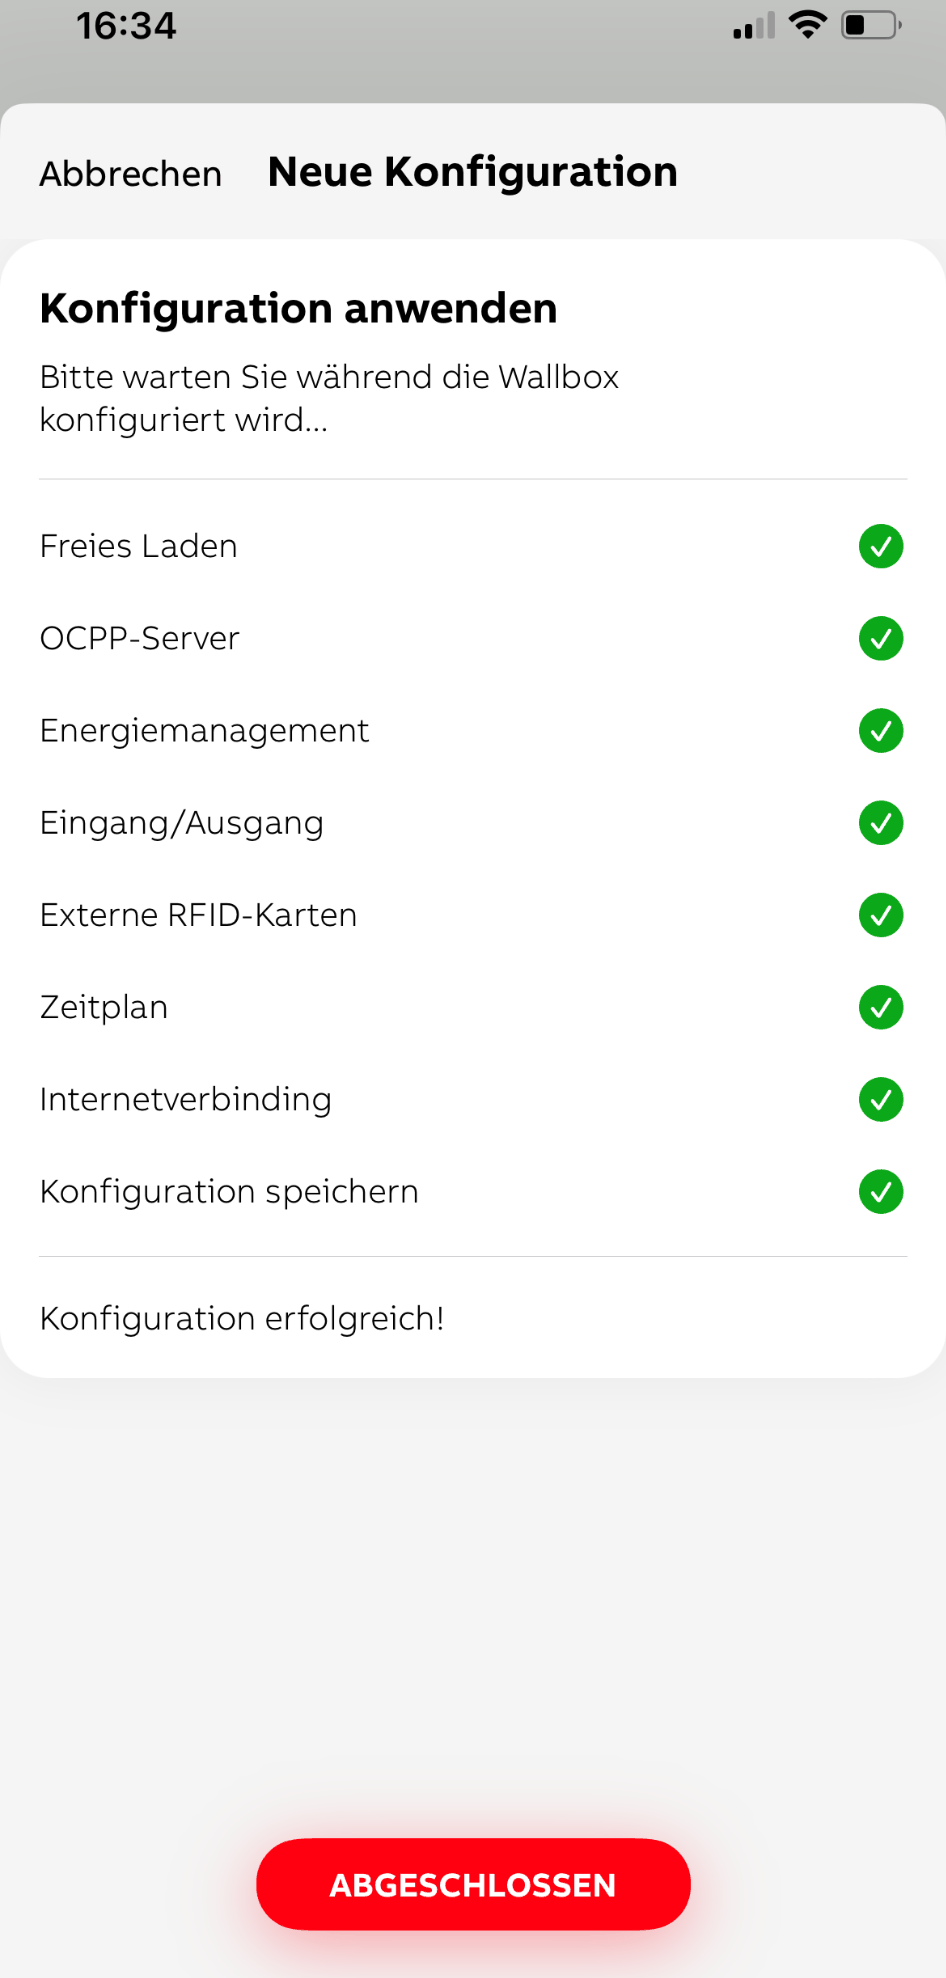 16:34
Abbrechen Neue Konfiguration
Konfiguration anwenden
Bitte warten Sie während die Wallbox
konfiguriert wird...
Freies Laden
OCPP-Server
Energiemanagement
Eingang/Ausgang
Externe RFID-Karten
Zeitplan
Internetverbinding
Konfiguration speichern
Konfiguration erfolgreich!
ABGESCHLOSSEN